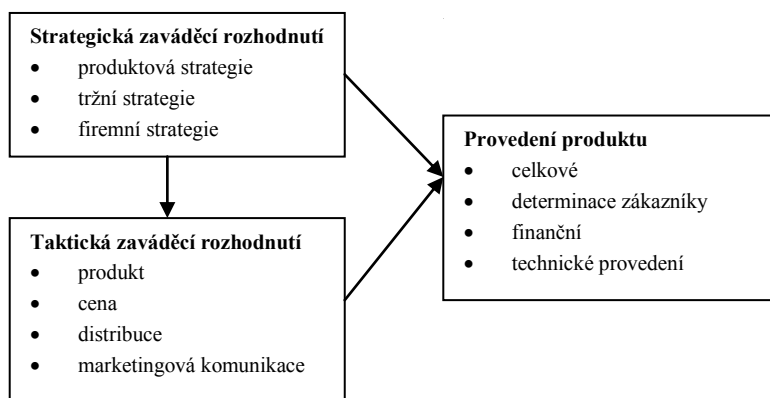 Strategická zaváděcí rozhodnutí
• produktová strategie
• tržní strategie
• firemní strategie
Taktická zaváděcí rozhodnutí
• produkt
• cena
• distribuce
• marketingová komunikace
Provedení produktu
• celkové
• determinace zákazníky
• finanční
• technické provedení